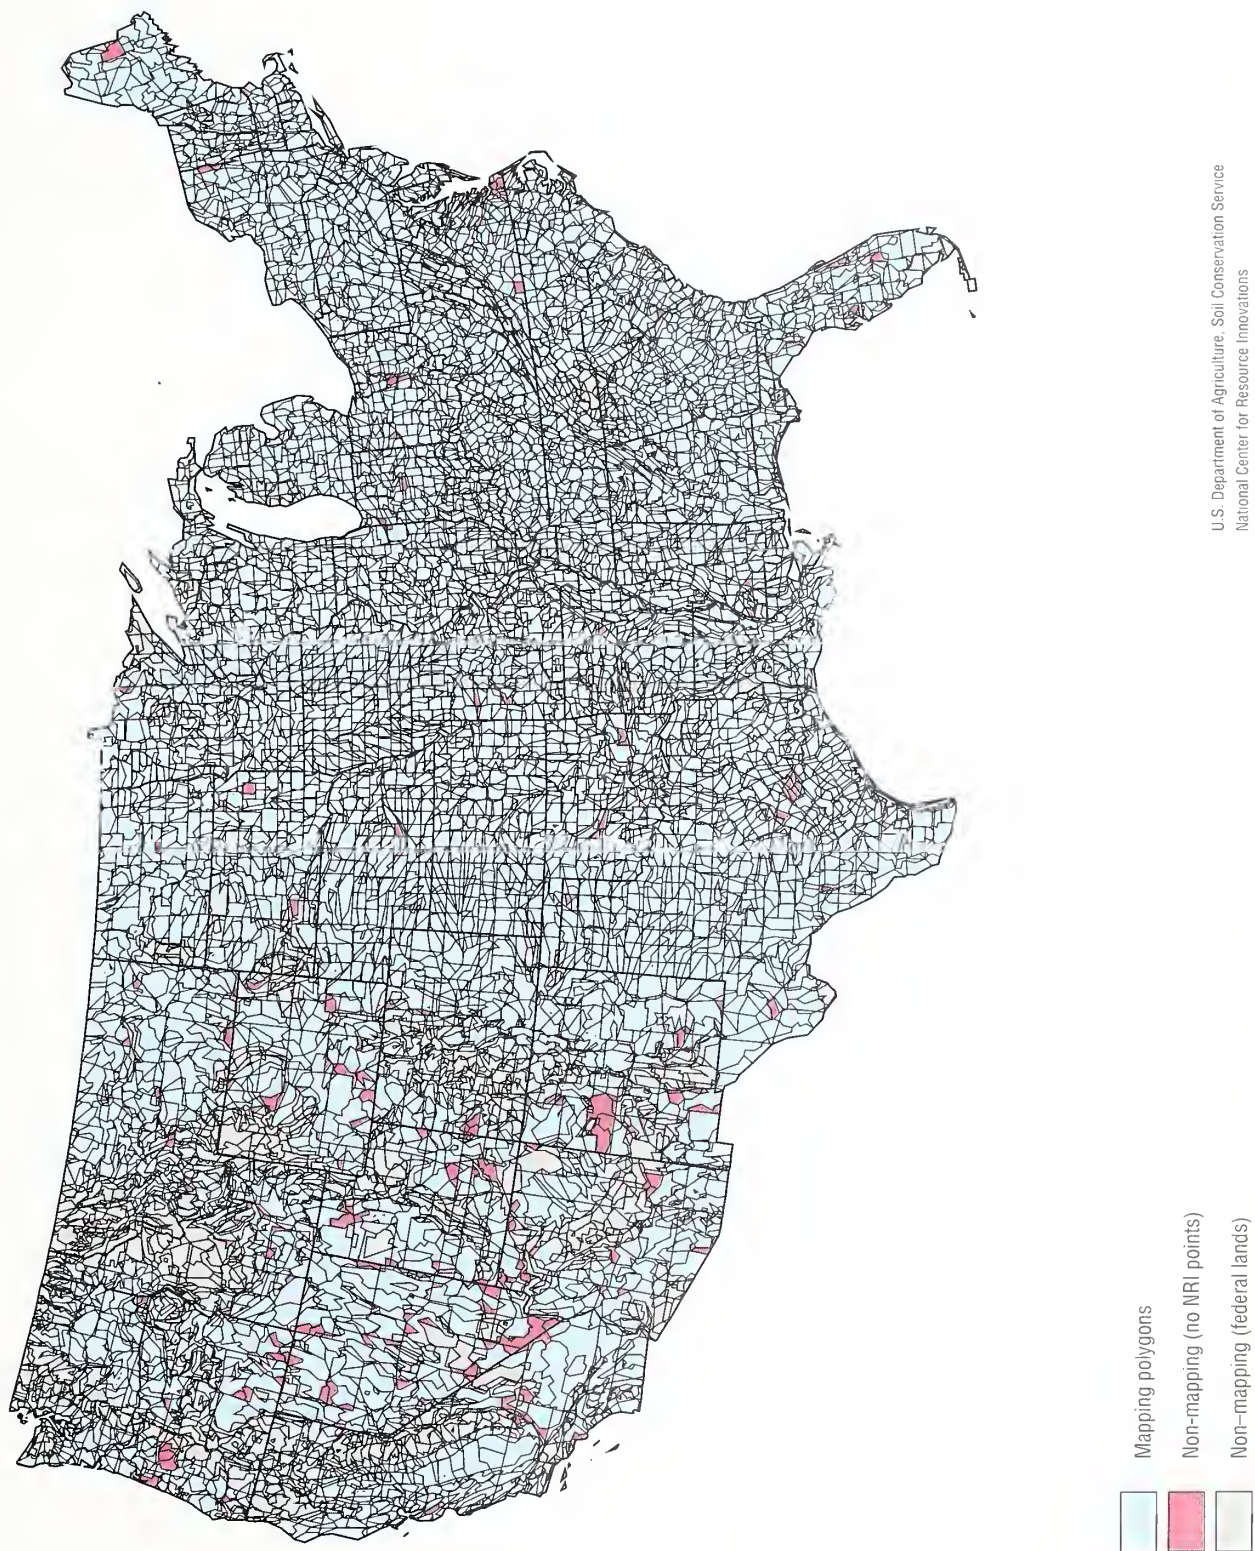 Mapping polygons
Non-mapping (no NRI points)
Non–mapping (federal lands)
U.S. Department of Agriculture, Soil Conservation Service
National Center for Resource Innovations